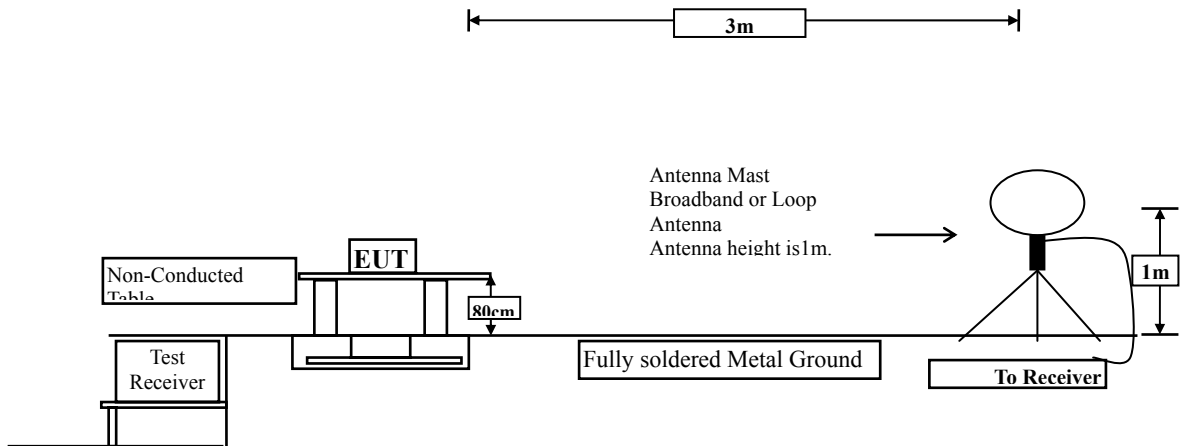 3m
Antenna Mast
Broadband or Loop
Antenna
Antenna height is1m.
EUT
Non-Conducted
Table
80cm
1m
Test
Receiver
Fully soldered Metal Ground
To Receiver